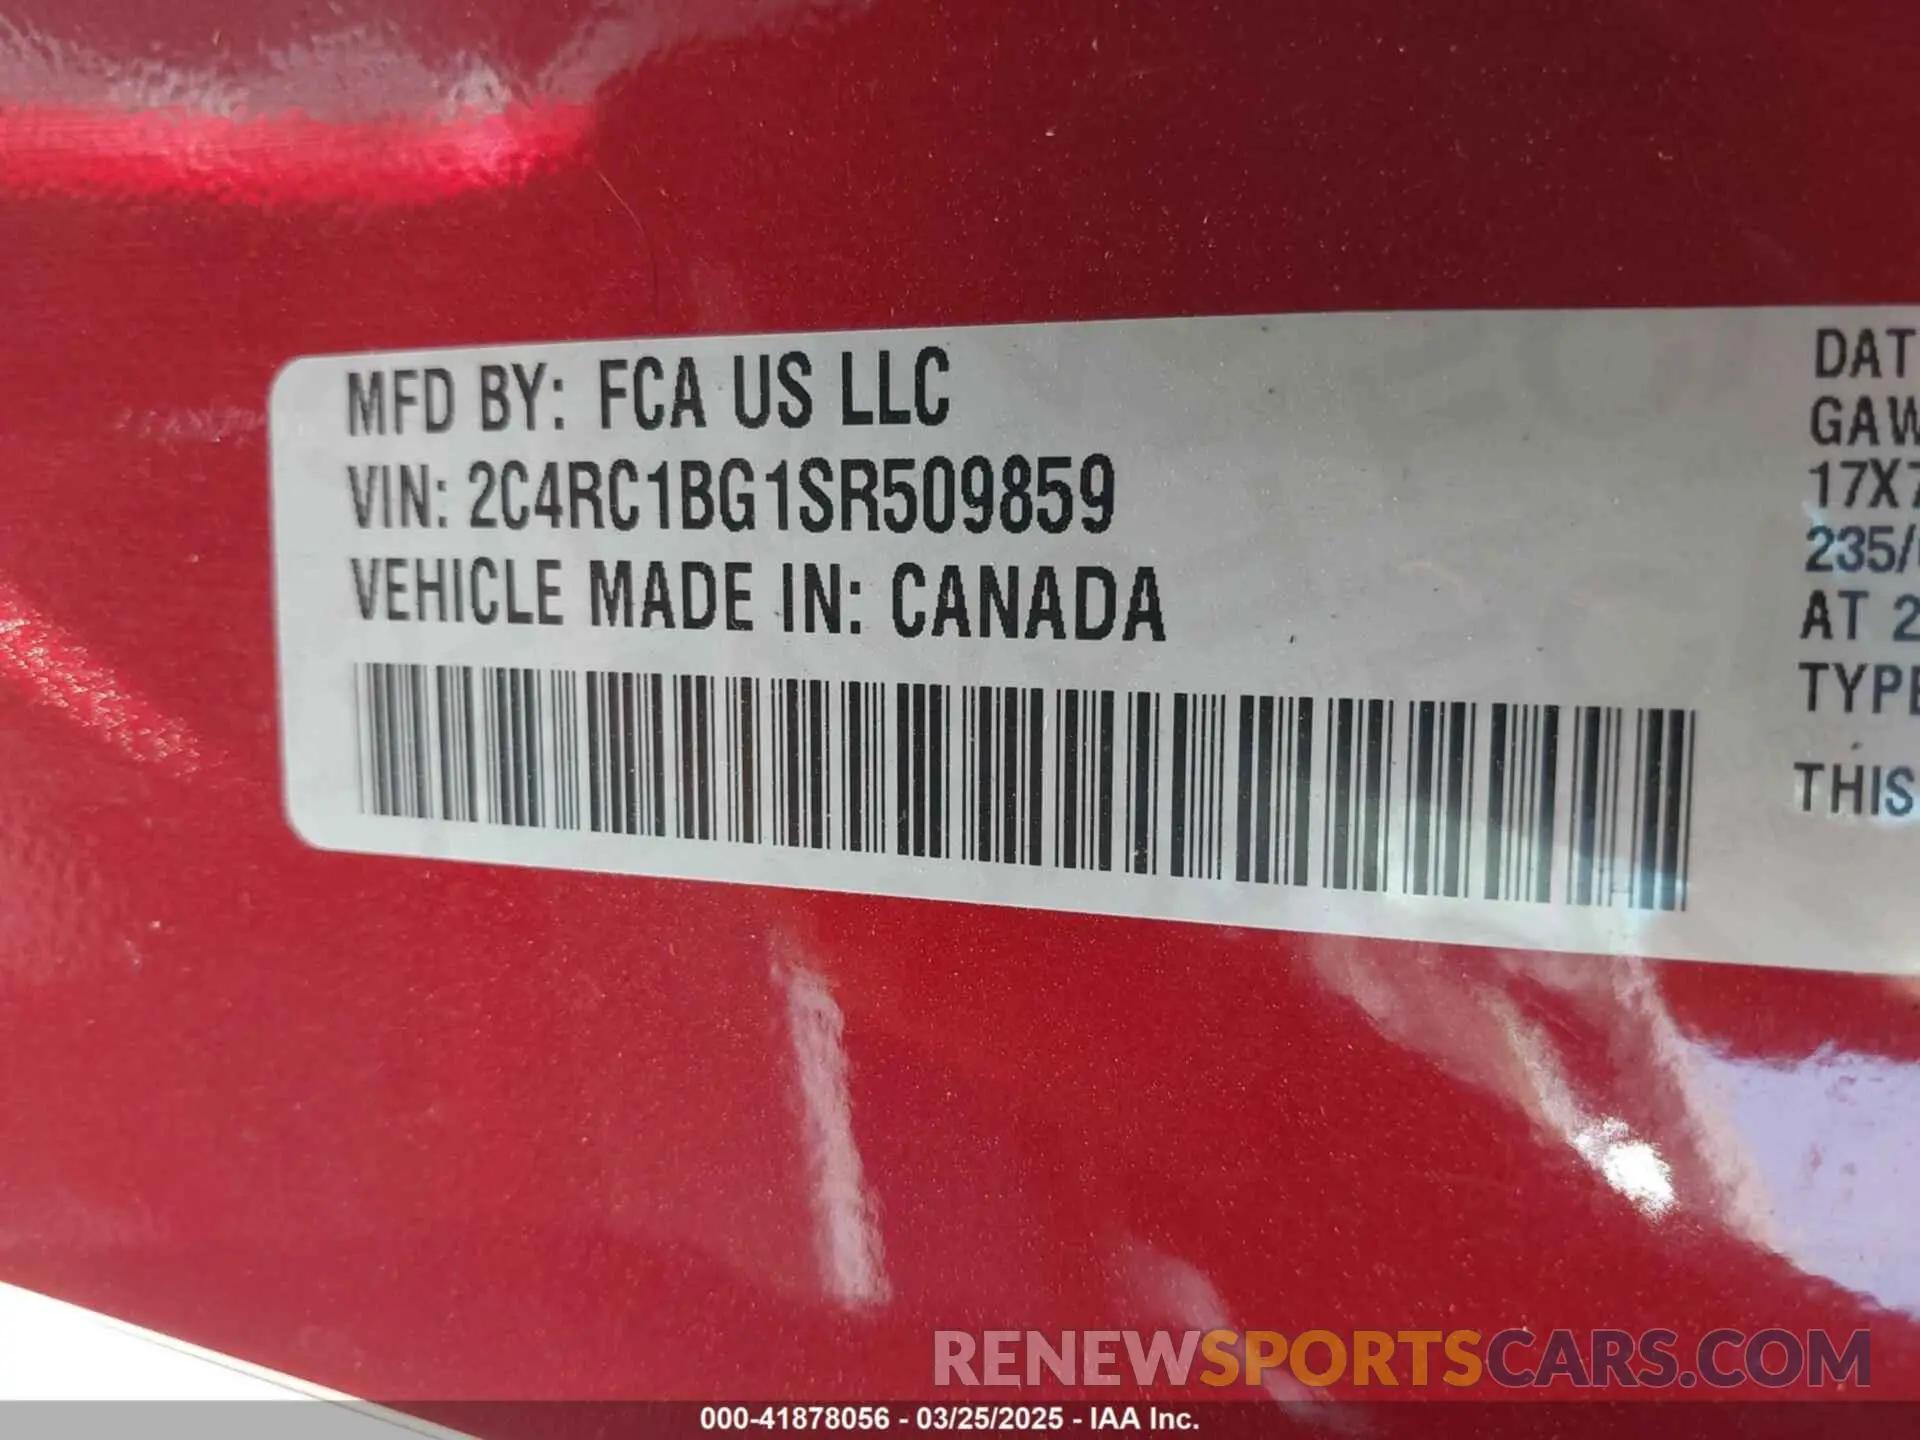 MFD BY: FCA US LLC
VIN: 2C4RC1BG1SR509859
VEHICLE MADE IN: CANADA
DAT
GAW
17X7
235/
AT 2
TYPE
THIS
RENEWSPORTSCARS.COM
000-41878056 - 03/25/2025 - IAA Inc.